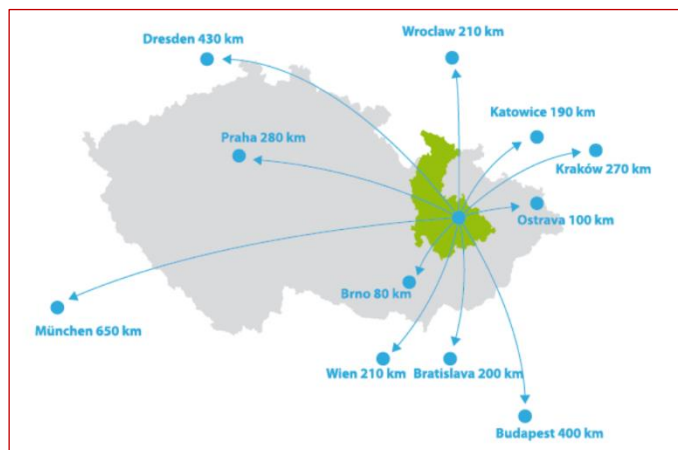 Wroclaw 210 km
Dresden 430 km
Katowice 190 km
Praha 280 km
Kraków 270 km
Ostrava 100 km
Brno 80 km
München 650 km
Wien 210 km
Bratislava 200 km
Budapest 400 km